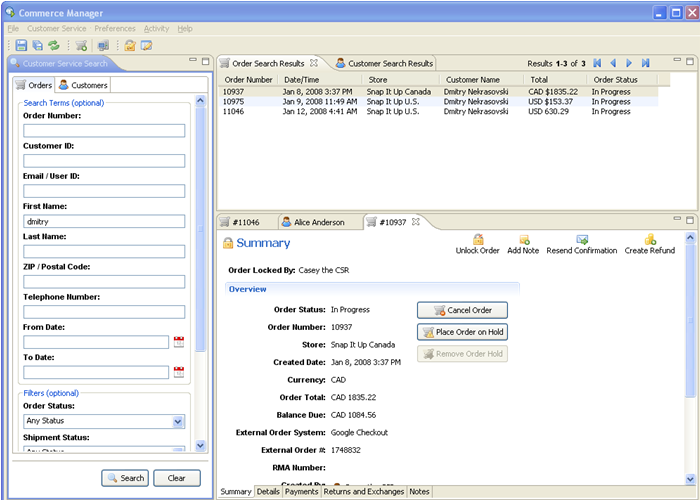 Commerce Manager
File Customer Service Preferences Activity Help
Customer Service Search
Orders Customers
Search Terms (optional)
Order Number:
Customer ID:
Email / User ID:
First Name:
dmitry
Last Name:
ZIP / Postal Code:
Telephone Number:
From Date:
To Date:
Filters (optional)
Order Status:
Any Status
Shipment Status:
Any Status
Search Clear
Order Search Results Customer Search Results Results 1-3 of 3
Order Number Date/Time Store Customer Name Total Order Status
10937 Jan 8, 2008 3:37 PM Snap It Up Canada Dmitry Nekrasovski CAD $1835.22 In Progress
10975 Jan 9, 2008 11:49 AM Snap It Up U.S. Dmitry Nekrasovski USD $153.37 In Progress
11046 Jan 12, 2008 4:41 AM Snap It Up U.S. Dmitry Nekrasovski USD 630.29 In Progress
#11046 Alice Anderson #10937
Summary
Unlock Order Add Note Resend Confirmation Create Refund
Order Locked By: Casey the CSR
Overview
Order Status: In Progress
Cancel Order
Order Number: 10937
Place Order on Hold
Store: Snap It Up Canada
Remove Order Hold
Created Date: Jan 8, 2008 3:37 PM
Currency: CAD
Order Total: CAD 1835.22
Balance Due: CAD 1084.56
External Order System: Google Checkout
External Order #: 1748832
RMA Number:
Created By:
Summary Details Payments Returns and Exchanges Notes